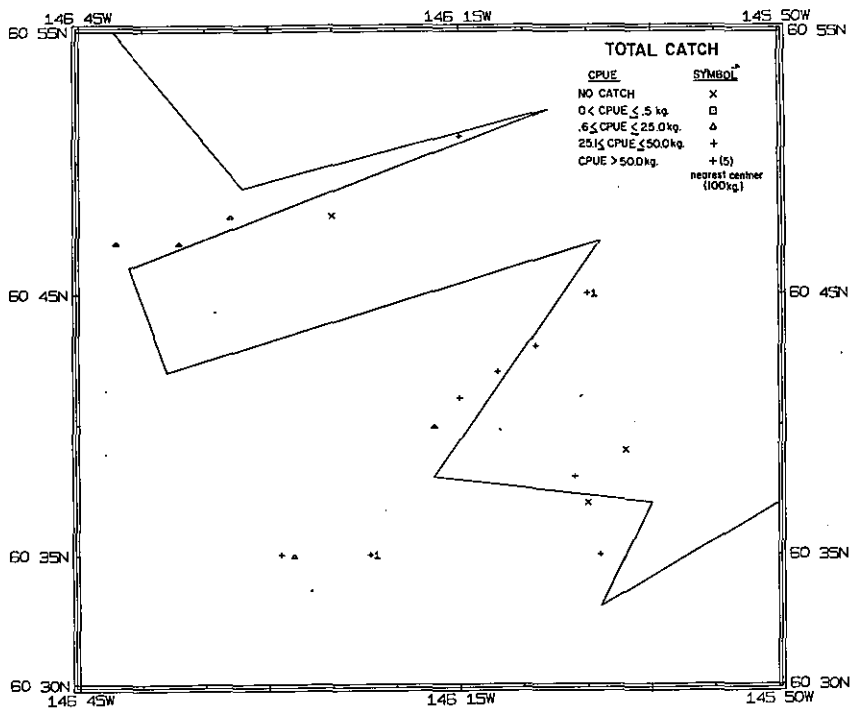 146 45W 146 15W 145 50W
60 55N 60 55N
TOTAL CATCH
CPUE SYMBOL
NO CATCH ×
0 < CPUE ≤ .5 kg. □
.6 ≤ CPUE ≤ 25.0 kg. △
25.1 ≤ CPUE ≤ 50.0 kg. +
CPUE > 50.0 kg. + (5)
nearest centner
(100 kg.)
60 45N 1 60 45N
60 35N 1 60 35N
60 30N 60 30N
146 45W 146 15W 145 50W